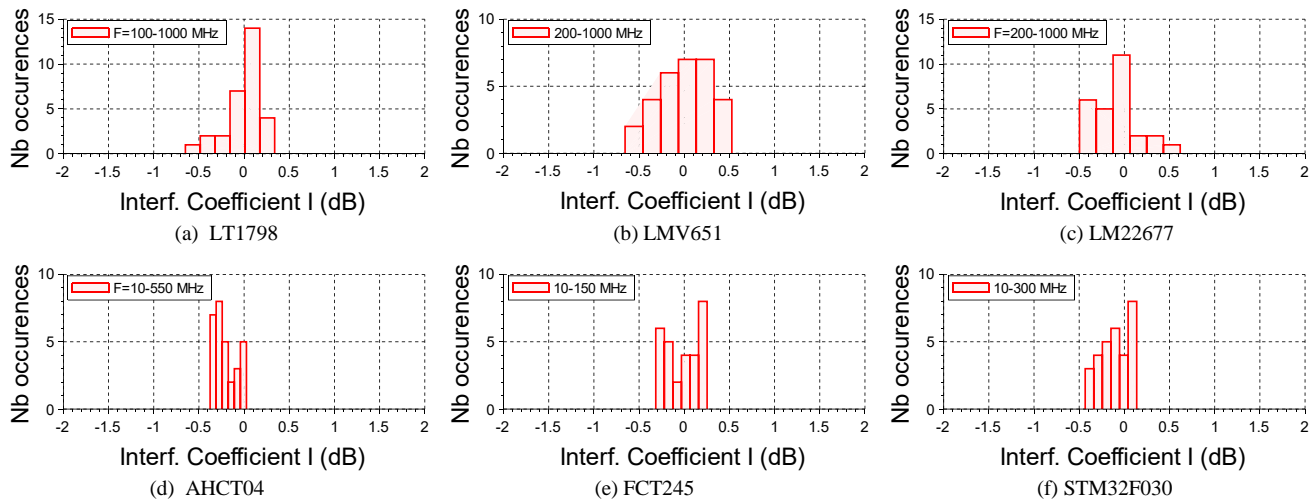 15
10
5
0
Nb occurences
F=100-1000 MHz
-2 -1.5 -1 -0.5 0 0.5 1 1.5 2
Interf. Coefficient I (dB)
(a) LT1798
10
5
0
Nb occurences
200-1000 MHz
-2 -1.5 -1 -0.5 0 0.5 1 1.5 2
Interf. Coefficient I (dB)
(b) LMV651
15
10
5
0
Nb occurences
F=200-1000 MHz
-2 -1.5 -1 -0.5 0 0.5 1 1.5 2
Interf. Coefficient I (dB)
(c) LM22677
10
5
0
Nb occurences
F=10-550 MHz
-2 -1.5 -1 -0.5 0 0.5 1 1.5 2
Interf. Coefficient I (dB)
(d) AHCT04
10
5
0
Nb occurences
10-150 MHz
-2 -1.5 -1 -0.5 0 0.5 1 1.5 2
Interf. Coefficient I (dB)
(e) FCT245
10
5
0
Nb occurences
10-300 MHz
-2 -1.5 -1 -0.5 0 0.5 1 1.5 2
Interf. Coefficient I (dB)
(f) STM32F030